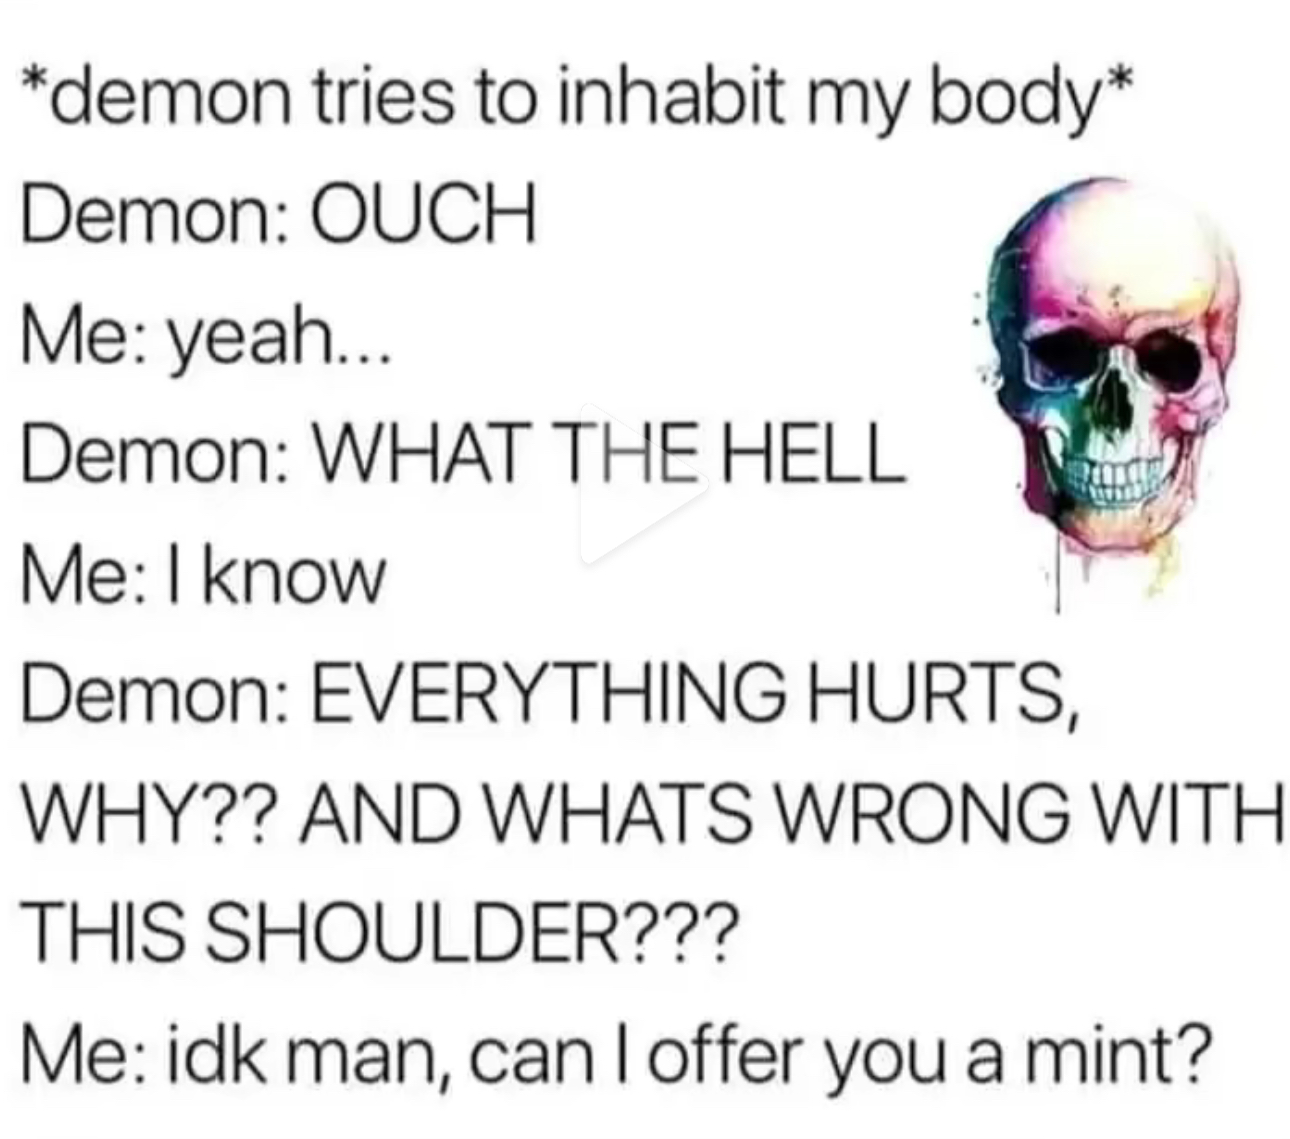 *demon tries to inhabit my body*
Demon: OUCH
Me: yeah...
Demon: WHAT THE HELL
Me: I know
Demon: EVERYTHING HURTS,
WHY?? AND WHATS WRONG WITH
THIS SHOULDER???
Me: idk man, can I offer you a mint?